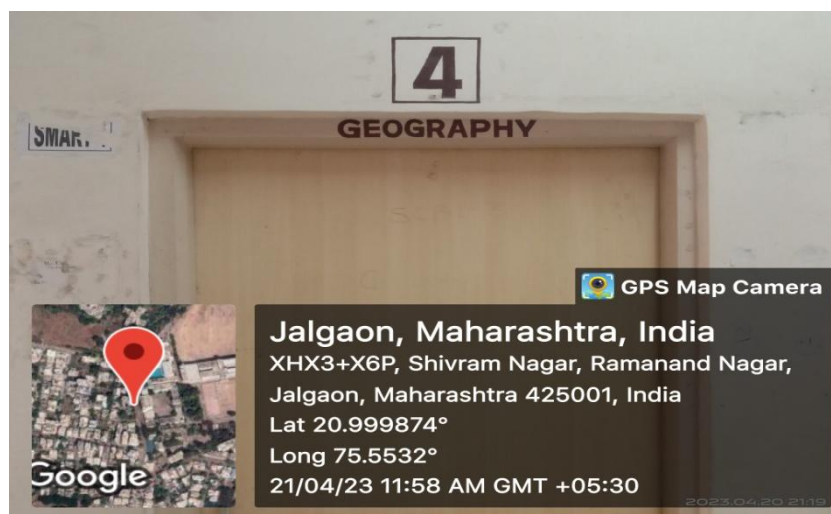 4
GEOGRAPHY
GPS Map Camera
Jalgaon, Maharashtra, India
XHX3+X6P, Shivram Nagar, Ramanand Nagar,
Jalgaon, Maharashtra 425001, India
Lat 20.999874°
Long 75.5532°
21/04/23 11:58 AM GMT +05:30
Google
2023.04.20 21:19